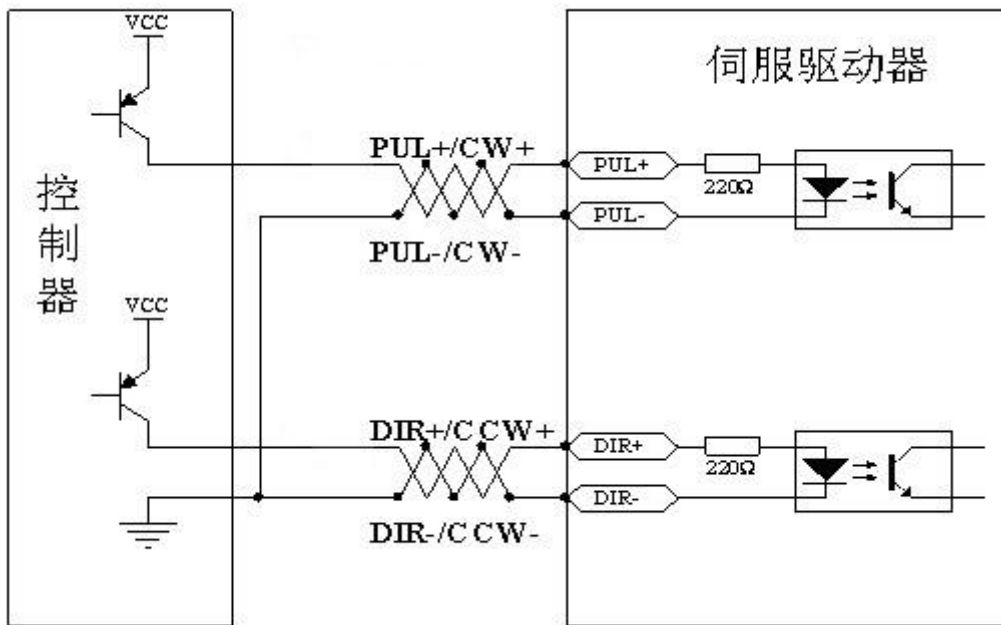 VCC
伺服驱动器
PUL+/CW+
PUL+
220Ω
控制器
PUL-
PUL-/CW-
VCC
DIR+/CCW+
DIR+
220Ω
DIR-
DIR-/CCW-